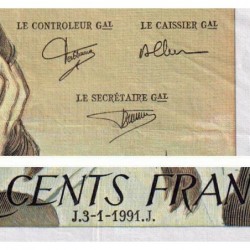 LE CONTROLEUR GAL LE CAISSIER GAL
LE SECRÉTAIRE GAL
CENTS FRAN
J.3-1-1991.J.